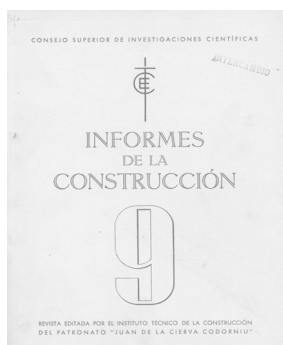 CONSEJO SUPERIOR DE INVESTIGACIONES CIENTÍFICAS
INTERCAMBIO
INFORMES
DE LA
CONSTRUCCIÓN
9
REVISTA EDITADA POR EL INSTITUTO TÉCNICO DE LA CONSTRUCCIÓN
DEL PATRONATO "JUAN DE LA CIERVA CODORNIU"